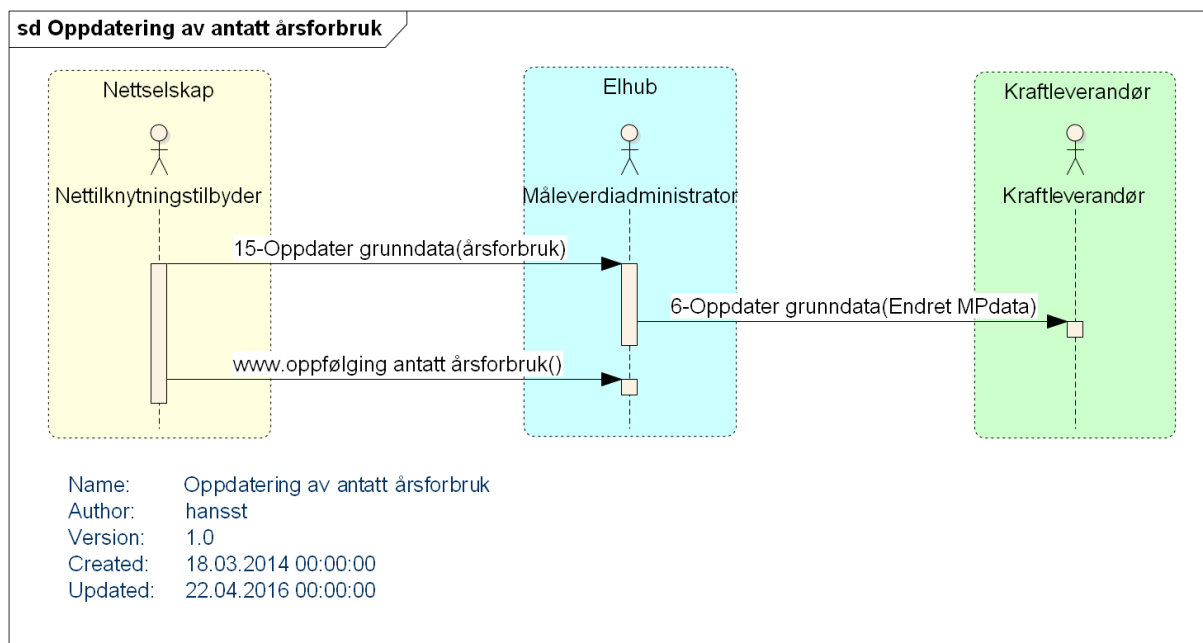 sd Oppdatering av antatt årsforbruk
Nettselskap
Elhub
Kraftleverandør
Nettilknytningstilbyder
Måleverdiadministrator
Kraftleverandør
15-Oppdater grunndata(årsforbruk)
6-Oppdater grunndata(Endret MPdata)
www.oppfølging antatt årsforbruk()
Name: Oppdatering av antatt årsforbruk
Author: hansst
Version: 1.0
Created: 18.03.2014 00:00:00
Updated: 22.04.2016 00:00:00